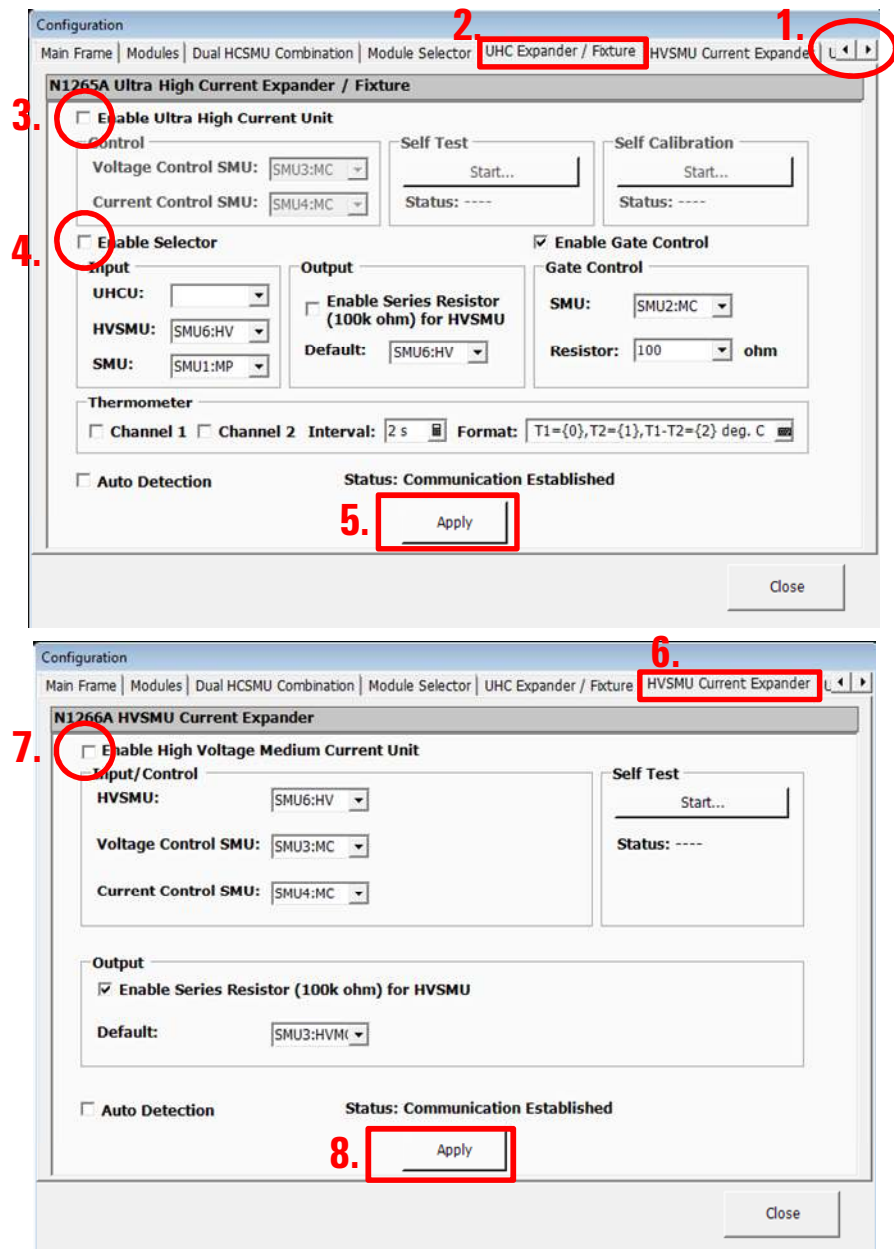 Configuration
1.
2.
Main Frame Modules Dual HCSMU Combination Module Selector UHC Expander / Fixture HVSMU Current Expander
N1265A Ultra High Current Expander / Fixture
3.
Enable Ultra High Current Unit
Control Self Test Self Calibration
Voltage Control SMU: SMU3:MC Start... Start...
Current Control SMU: SMU4:MC Status: ---- Status: ----
4.
Enable Selector Enable Gate Control
Input Output Gate Control
UHCU: Enable Series Resistor
(100k ohm) for HVSMU
SMU: SMU2:MC
HVSMU: SMU6:HV
Default: SMU6:HV Resistor: 100 ohm
SMU: SMU1:MP
Thermometer
Channel 1 Channel 2 Interval: 2 s Format: T1={0},T2={1},T1-T2={2} deg. C
Auto Detection Status: Communication Established
5. Apply
Close
6.
Configuration
Main Frame Modules Dual HCSMU Combination Module Selector UHC Expander / Fixture HVSMU Current Expander
N1266A HVSMU Current Expander
7.
Enable High Voltage Medium Current Unit
Input/Control Self Test
HVSMU: SMU6:HV Start...
Voltage Control SMU: SMU3:MC Status: ----
Current Control SMU: SMU4:MC
Output
Enable Series Resistor (100k ohm) for HVSMU
Default: SMU3:HVM(
Auto Detection Status: Communication Established
8. Apply
Close